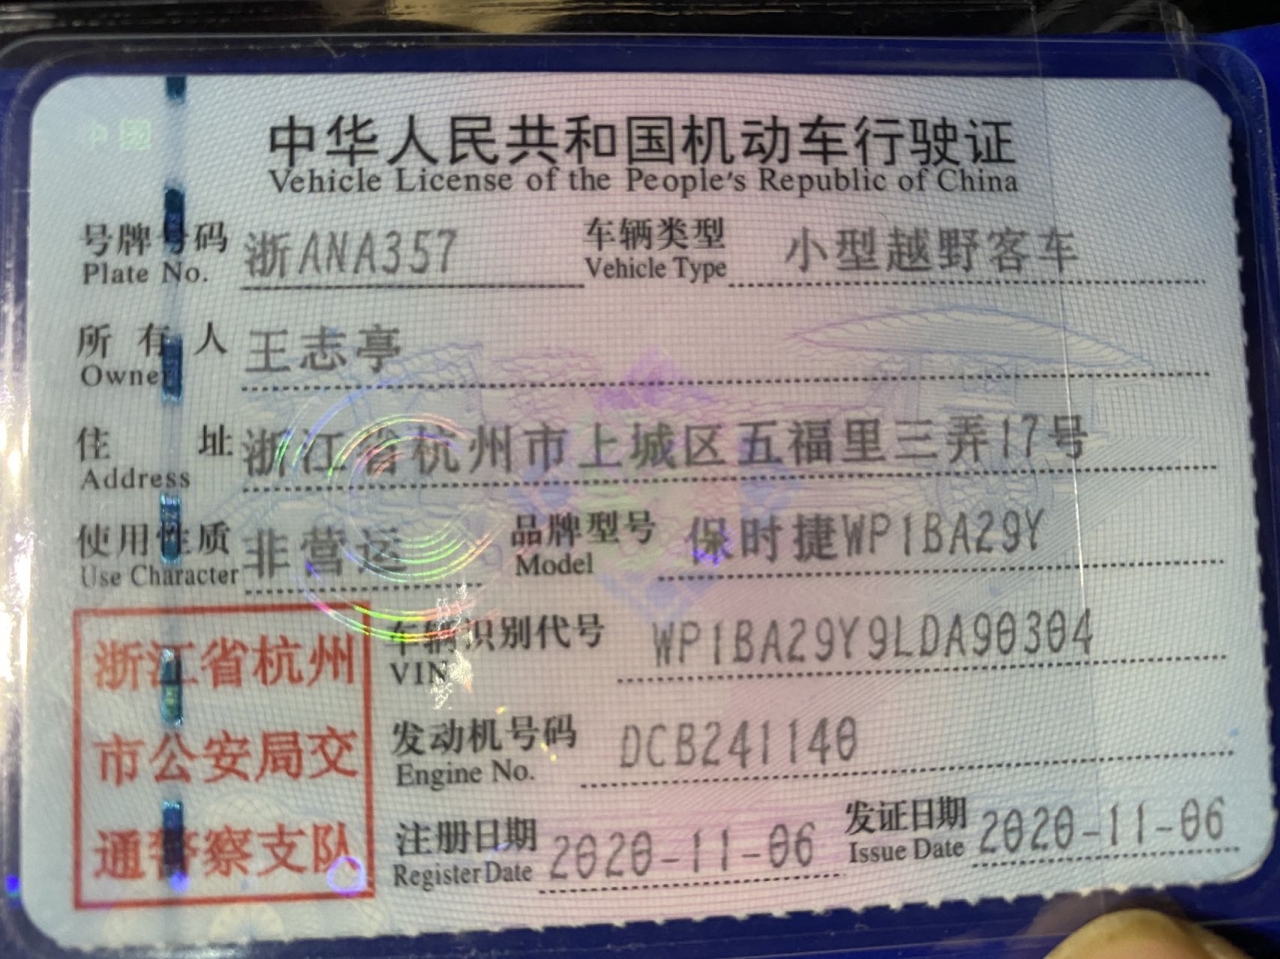 中国
中华人民共和国机动车行驶证
Vehicle License of the People's Republic of China
号牌号码 浙ANA357 车辆类型 小型越野客车
Plate No. Vehicle Type
所有人 王志亭
Owner
住址 浙江省杭州市上城区五福里三弄17号
Address
使用性质 非营运 品牌型号 保时捷WP1BA29Y
Use Character Model
车辆识别代号 WP1BA29Y9LDA90304
VIN
发动机号码 DCB241140
Engine No.
注册日期 2020-11-06 发证日期 2020-11-06
Register Date Issue Date
浙江省杭州
市公安局交
通警察支队